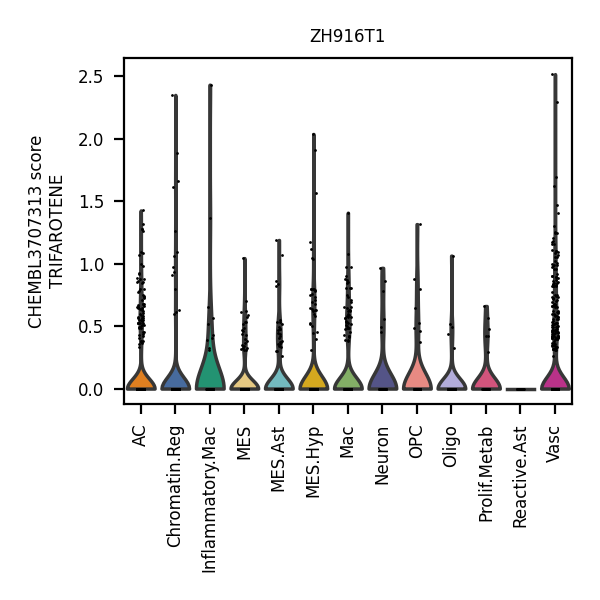 ZH916T1
CHEMBL3707313 score
TRIFAROTENE
2.5
2.0
1.5
1.0
0.5
0.0
AC
Chromatin.Reg
Inflammatory.Mac
MES
MES.Ast
MES.Hyp
Mac
Neuron
OPC
Oligo
Prolif.Metab
Reactive.Ast
Vasc